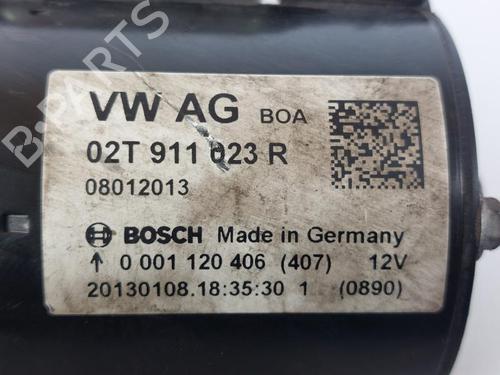 VW AG BOA
02T 911 023 R
08012013
BOSCH Made in Germany
↑ 0 001 120 406 (407) 12V
20130108.18:35:30 1 (0890)
B-PARTS